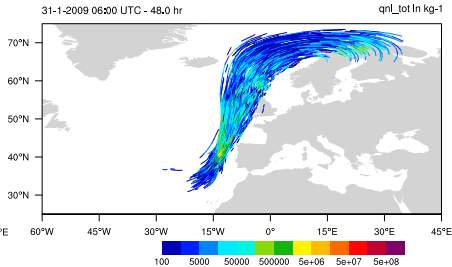 31-1-2009 06:00 UTC - 48.0 hr
qnl_tot ln kg-1
70°N
60°N
50°N
40°N
30°N
°E 60°W 45°W 30°W 15°W 0° 15°E 30°E 45°E
100 5000 50000 500000 5e+06 5e+07 5e+08